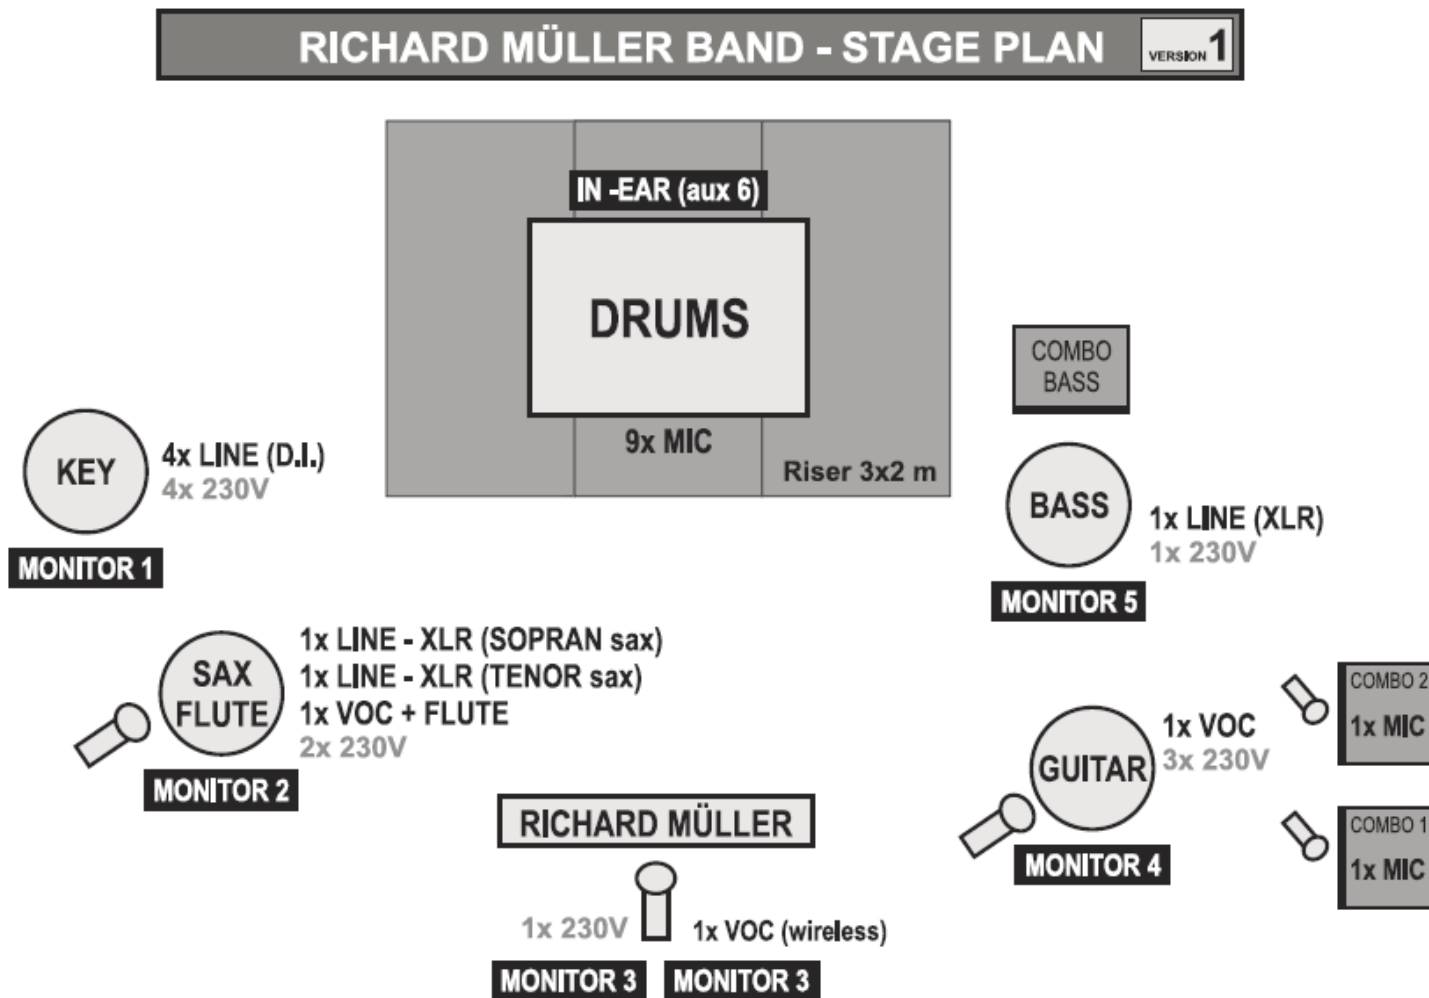 RICHARD MÜLLER BAND - STAGE PLAN
VERSION 1
IN -EAR (aux 6)
DRUMS
9x MIC
Riser 3x2 m
COMBO
BASS
KEY
4x LINE (D.I.)
4x 230V
MONITOR 1
BASS
1x LINE (XLR)
1x 230V
MONITOR 5
SAX
FLUTE
1x LINE - XLR (SOPRAN sax)
1x LINE - XLR (TENOR sax)
1x VOC + FLUTE
2x 230V
MONITOR 2
GUITAR
1x VOC
3x 230V
MONITOR 4
COMBO 2
1x MIC
COMBO 1
1x MIC
RICHARD MÜLLER
1x 230V
1x VOC (wireless)
MONITOR 3
MONITOR 3